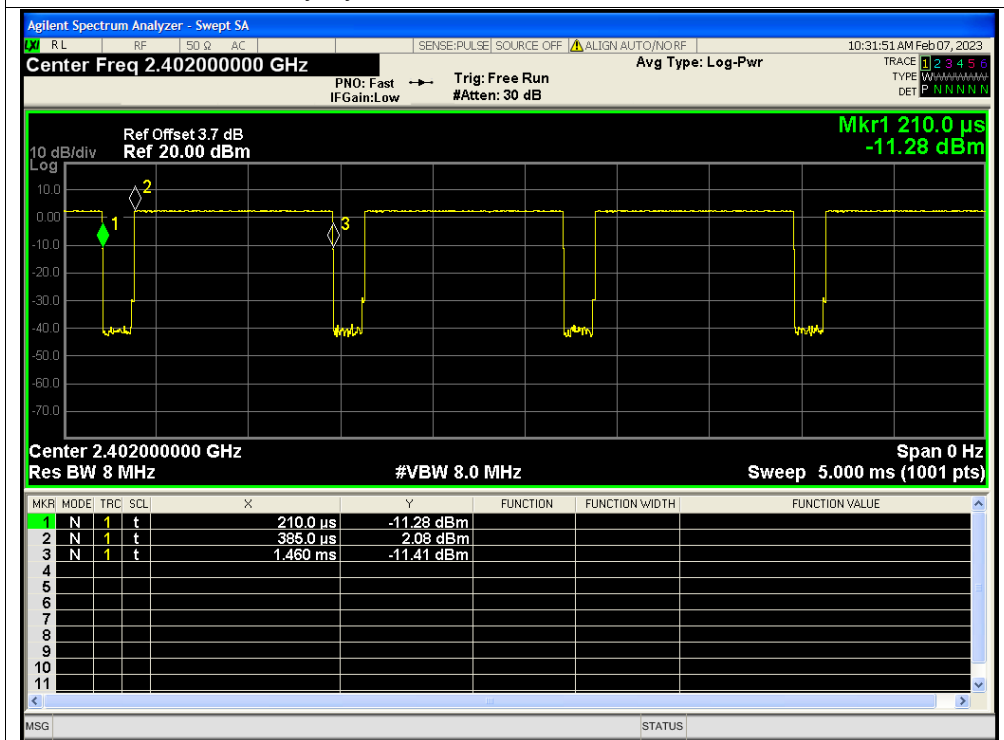 Agilent Spectrum Analyzer - Swept SA
LXI RL RF 50 Ω AC SENSE:PULSE SOURCE OFF ALIGN AUTO/NO RF 10:31:51 AM Feb 07, 2023
Center Freq 2.402000000 GHz
PNO: Fast
IFGain:Low
Trig: Free Run
#Atten: 30 dB
Avg Type: Log-Pwr
TRACE 1 2 3 4 5 6
TYPE WWWWWW
DET P N N N N N
Mkr1 210.0 µs
-11.28 dBm
Ref Offset 3.7 dB
10 dB/div Ref 20.00 dBm
Log
10.0
0.00
-10.0
-20.0
-30.0
-40.0
-50.0
-60.0
-70.0
1
2
3
Center 2.402000000 GHz Span 0 Hz
Res BW 8 MHz #VBW 8.0 MHz Sweep 5.000 ms (1001 pts)
MKR MODE TRC SCL X Y FUNCTION FUNCTION WIDTH FUNCTION VALUE
1 N 1 t 210.0 µs -11.28 dBm
2 N 1 t 385.0 µs 2.08 dBm
3 N 1 t 1.460 ms -11.41 dBm
4
5
6
7
8
9
10
11
MSG STATUS